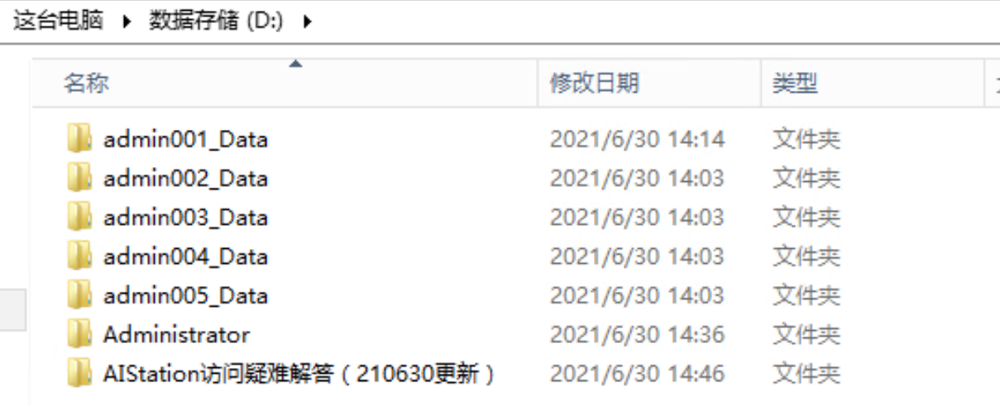 这台电脑 ▸ 数据存储 (D:) ▸
名称 修改日期 类型
admin001_Data 2021/6/30 14:14 文件夹
admin002_Data 2021/6/30 14:03 文件夹
admin003_Data 2021/6/30 14:03 文件夹
admin004_Data 2021/6/30 14:03 文件夹
admin005_Data 2021/6/30 14:03 文件夹
Administrator 2021/6/30 14:36 文件夹
AIStation访问疑难解答（210630更新） 2021/6/30 14:46 文件夹